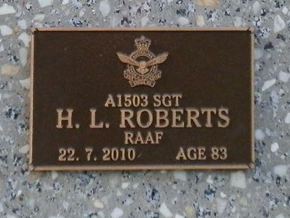 A1503 SGT
H. L. ROBERTS
RAAF
22. 7. 2010 AGE 83